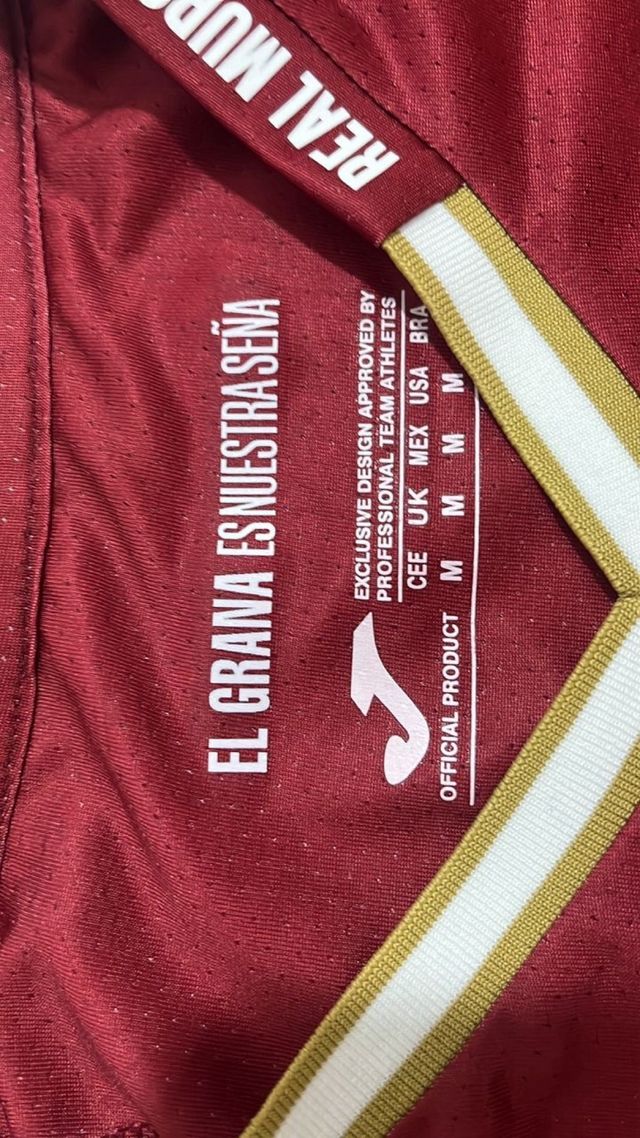 REAL MURC
EL GRANA ES NUESTRA SEÑA
EXCLUSIVE DESIGN APPROVED BY
PROFESSIONAL TEAM ATHLETES
CEE UK MEX USA BRA
OFFICIAL PRODUCT M M M M